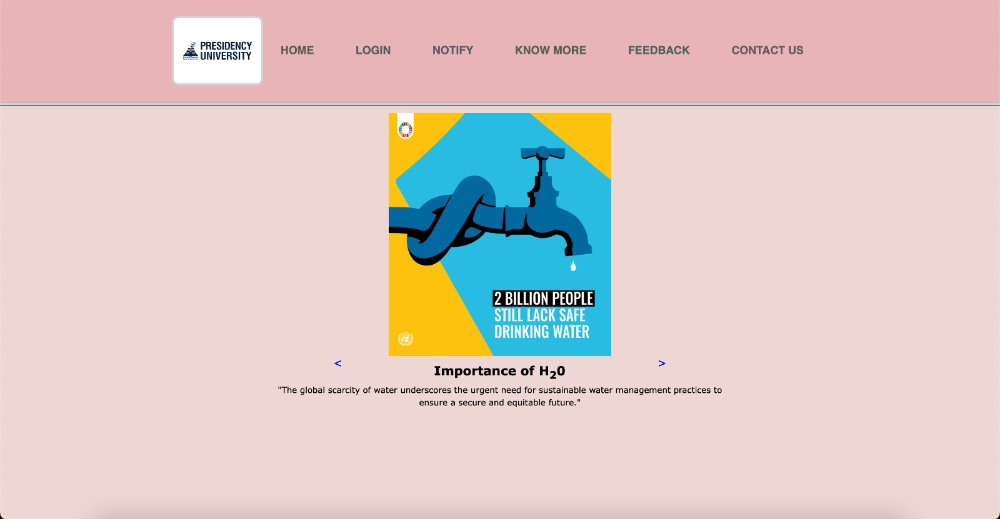 PRESIDENCY
UNIVERSITY
HOME LOGIN NOTIFY KNOW MORE FEEDBACK CONTACT US
2 BILLION PEOPLE
STILL LACK SAFE
DRINKING WATER
< >
Importance of H₂0
"The global scarcity of water underscores the urgent need for sustainable water management practices to
ensure a secure and equitable future."